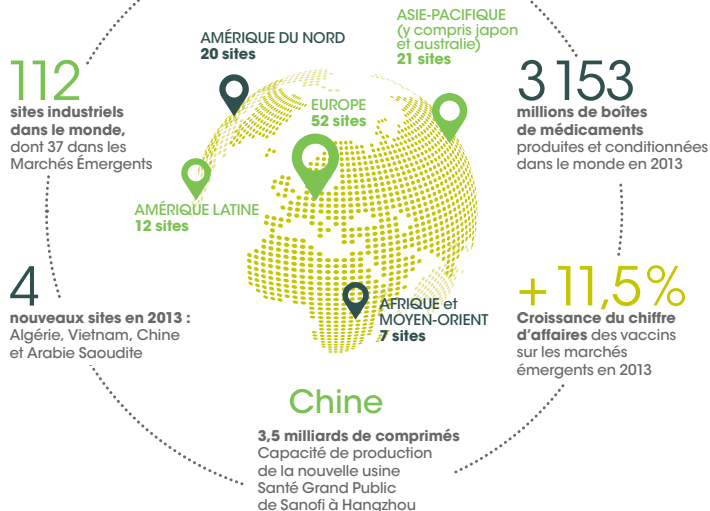 112
sites industriels
dans le monde,
dont 37 dans les
Marchés Émergents
AMÉRIQUE DU NORD
20 sites
ASIE-PACIFIQUE
(y compris japon
et australie)
21 sites
EUROPE
52 sites
AMÉRIQUE LATINE
12 sites
AFRIQUE et
MOYEN-ORIENT
7 sites
3 153
millions de boîtes
de médicaments
produites et conditionnées
dans le monde en 2013
4
nouveaux sites en 2013 :
Algérie, Vietnam, Chine
et Arabie Saoudite
+ 11,5 %
Croissance du chiffre
d'affaires des vaccins
sur les marchés
émergents en 2013
Chine
3,5 milliards de comprimés
Capacité de production
de la nouvelle usine
Santé Grand Public
de Sanofi à Hangzhou